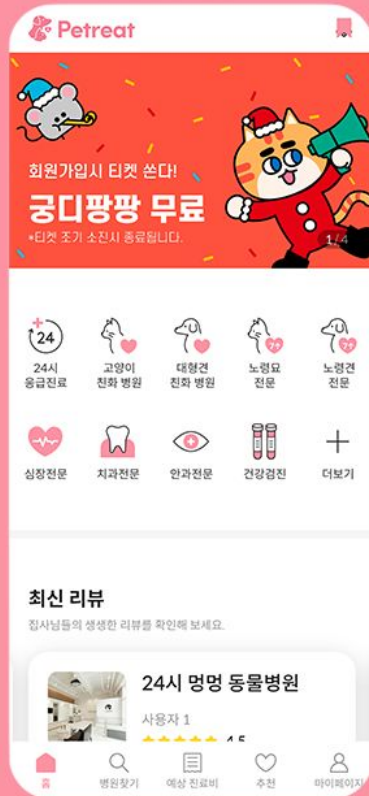 Petreat
회원가입시 티켓 쏜다!
궁디팡팡 무료
*티켓 조기 소진시 종료됩니다.
1/4
24
24시
응급진료
고양이
친화 병원
대형견
친화 병원
7+
노령묘
전문
7+
노령견
전문
심장전문
치과전문
안과전문
건강검진
더보기
최신 리뷰
집사님들의 생생한 리뷰를 확인해 보세요.
24시 멍멍 동물병원
사용자 1
4.5
홈
병원찾기
예상 진료비
추천
마이페이지